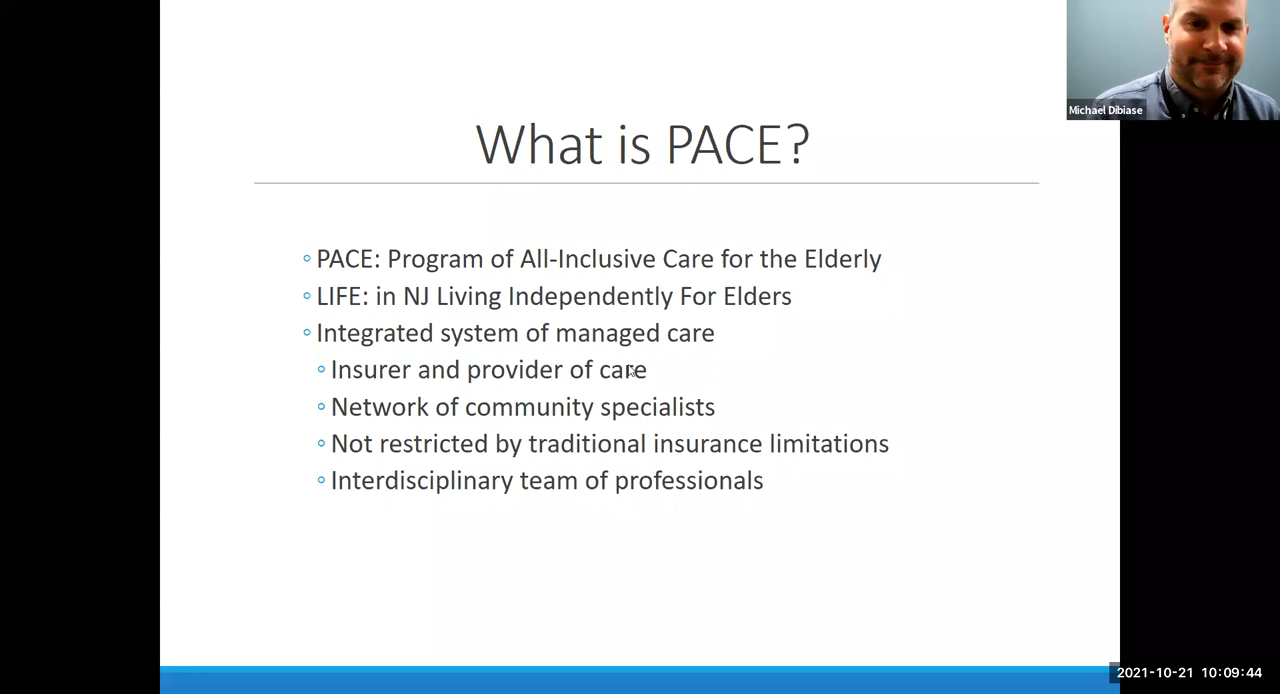 Michael Dibiase
What is PACE?
◦ PACE: Program of All-Inclusive Care for the Elderly
◦ LIFE: in NJ Living Independently For Elders
◦ Integrated system of managed care
◦ Insurer and provider of care
◦ Network of community specialists
◦ Not restricted by traditional insurance limitations
◦ Interdisciplinary team of professionals
2021-10-21 10:09:44